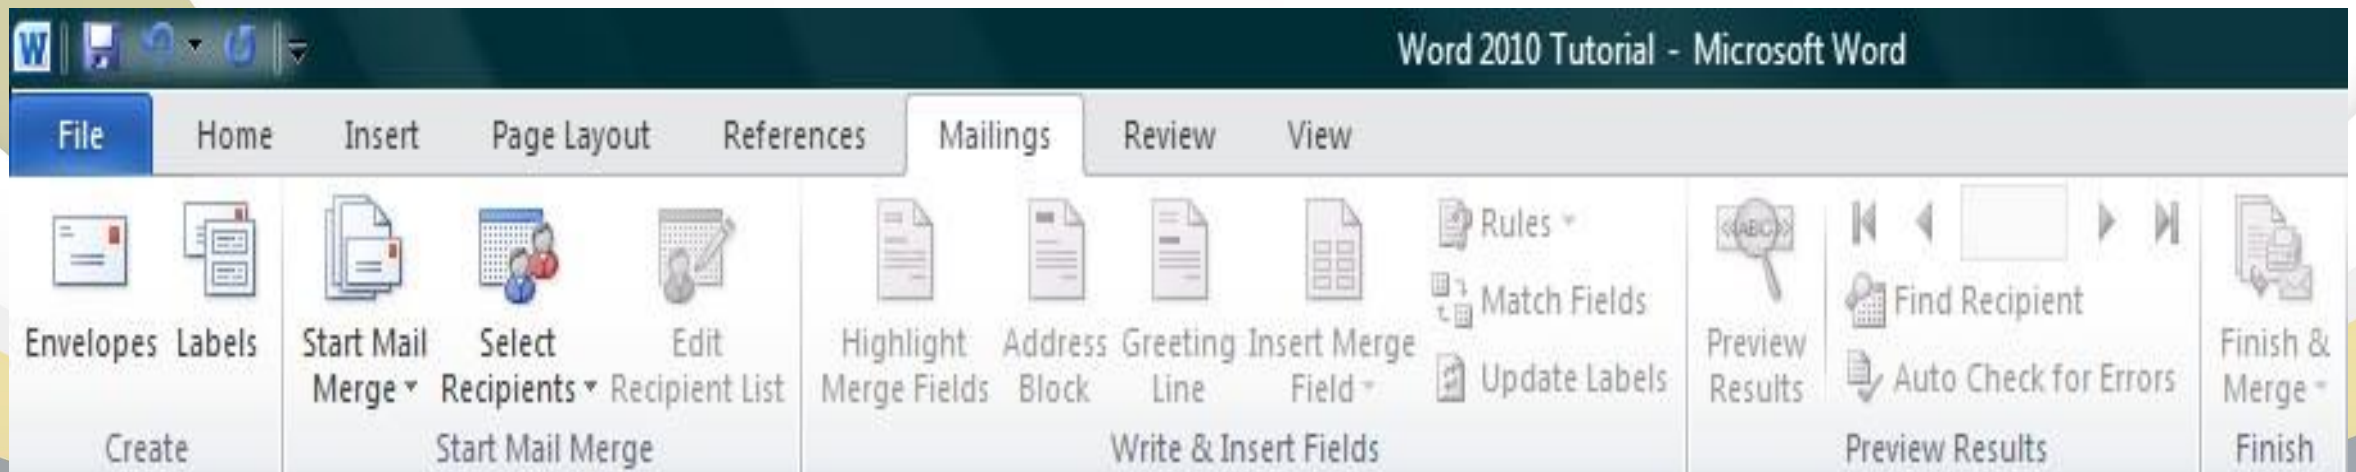 W
Word 2010 Tutorial - Microsoft Word
File Home Insert Page Layout References Mailings Review View
Envelopes
Labels
Start Mail
Merge
Select
Recipients
Edit
Recipient List
Highlight
Merge Fields
Address
Block
Greeting
Line
Insert Merge
Field
Rules
Match Fields
Update Labels
«ABC»
Preview
Results
Find Recipient
Auto Check for Errors
Finish &
Merge
Create
Start Mail Merge
Write & Insert Fields
Preview Results
Finish